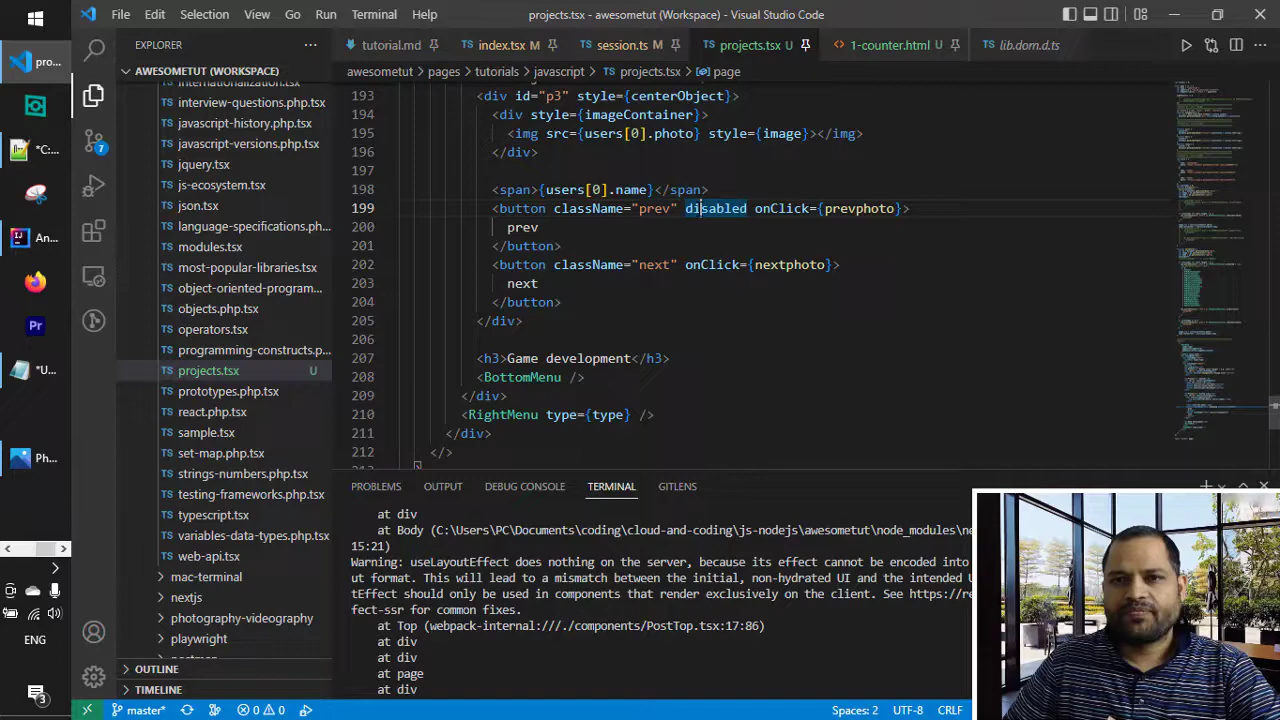 File Edit Selection View Go Run Terminal Help
projects.tsx - awesometut (Workspace) - Visual Studio Code
EXPLORER
tutorial.md index.tsx M session.ts M projects.tsx U 1-counter.html U lib.dom.d.ts
AWESOMETUT (WORKSPACE)
awesometut > pages > tutorials > javascript > projects.tsx > page
pro...
*C:...
An...
*U...
Ph...
ENG
3
7
interview-questions.php.tsx
javascript-history.php.tsx
javascript-versions.php.tsx
jquery.tsx
js-ecosystem.tsx
json.tsx
language-specifications.ph...
modules.tsx
most-popular-libraries.tsx
object-oriented-program...
objects.php.tsx
operators.tsx
programming-constructs.p...
projects.tsx U
prototypes.php.tsx
react.php.tsx
sample.tsx
set-map.php.tsx
strings-numbers.php.tsx
testing-frameworks.php.tsx
typescript.tsx
variables-data-types.php.tsx
web-api.tsx
mac-terminal
nextjs
photography-videography
playwright
OUTLINE
TIMELINE
193 <div id="p3" style={centerObject}>
194 <div style={imageContainer}>
195 <img src={users[0].photo} style={image}></img>
196 </div>
197
198 <span>{users[0].name}</span>
199 <button className="prev" disabled onClick={prevphoto}>
200 prev
201 </button>
202 <button className="next" onClick={nextphoto}>
203 next
204 </button>
205 </div>
206
207 <h3>Game development</h3>
208 <BottomMenu />
209 </div>
210 <RightMenu type={type} />
211 </div>
212 </>
PROBLEMS OUTPUT DEBUG CONSOLE TERMINAL GITLENS
at div
at Body (C:\Users\PC\Documents\coding\cloud-and-coding\js-nodejs\awesometut\node_modules\ne
15:21)
Warning: useLayoutEffect does nothing on the server, because its effect cannot be encoded into
ut format. This will lead to a mismatch between the initial, non-hydrated UI and the intended U
tEffect should only be used in components that render exclusively on the client. See https://re
fect-ssr for common fixes.
at Top (webpack-internal:///./components/PostTop.tsx:17:86)
at div
at div
at page
at div
master* 0 0 Spaces: 2 UTF-8 CRLF